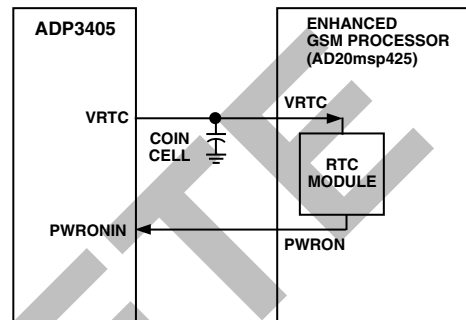 ADP3405
ENHANCED
GSM PROCESSOR
(AD20msp425)
VRTC
VRTC
COIN
CELL
RTC
MODULE
PWRONIN
PWRON